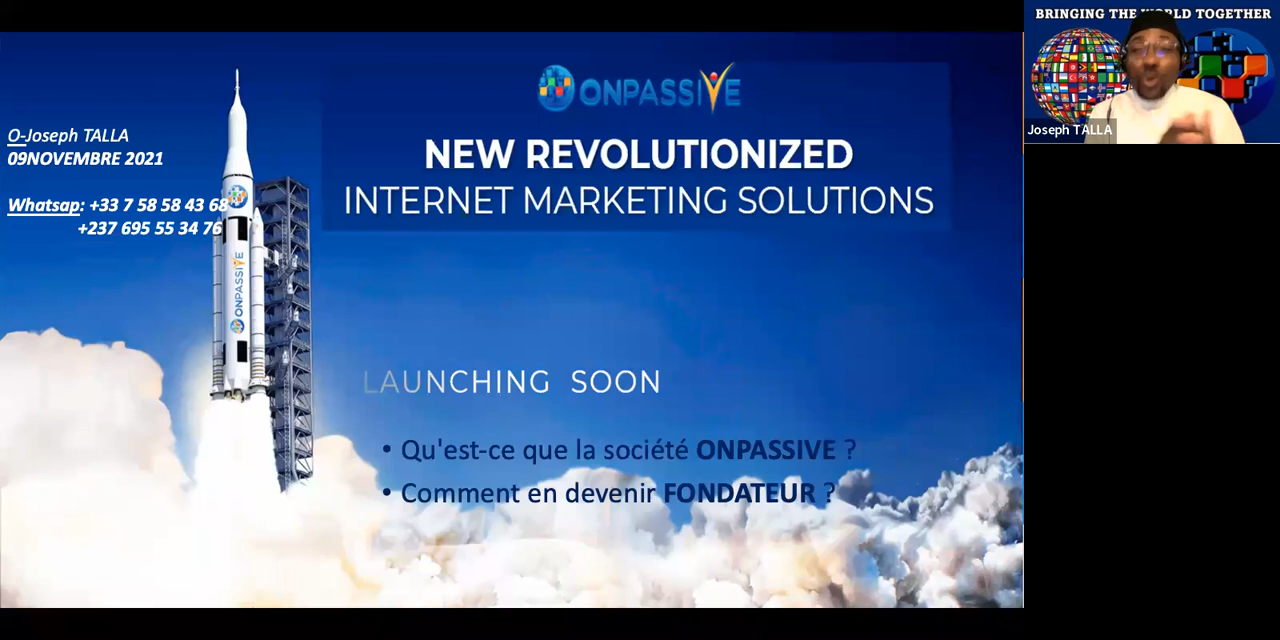 BRINGING THE WORLD TOGETHER
Joseph TALLA
ONPASSIVE
NEW REVOLUTIONIZED
INTERNET MARKETING SOLUTIONS
O-Joseph TALLA
09NOVEMBRE 2021
Whatsap: +33 7 58 58 43 68
+237 695 55 34 76
ONPASSIVE
LAUNCHING SOON
• Qu'est-ce que la société ONPASSIVE ?
• Comment en devenir FONDATEUR ?